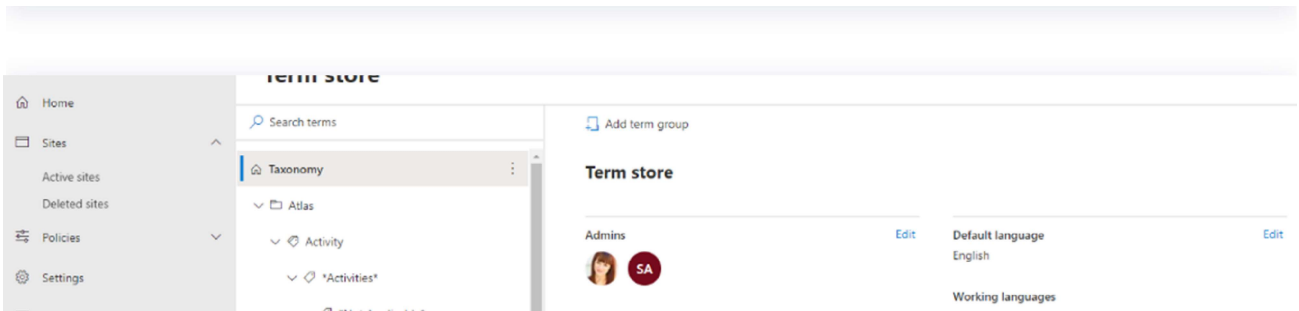 Term store
Home
Sites
Active sites
Deleted sites
Policies
Settings
Search terms
Taxonomy
Atlas
Activity
*Activities*
Add term group
Term store
Admins
Edit
SA
Default language
Edit
English
Working languages